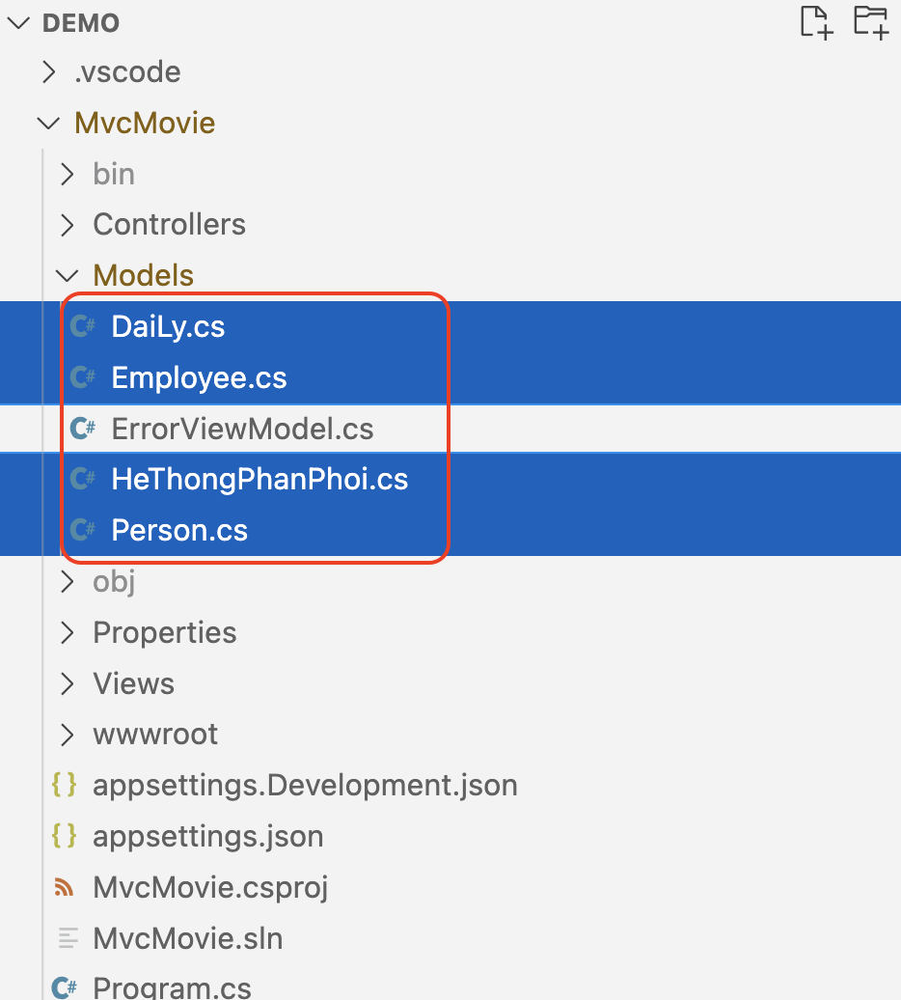 DEMO
.vscode
MvcMovie
bin
Controllers
Models
C# DaiLy.cs
C# Employee.cs
C# ErrorViewModel.cs
C# HeThongPhanPhoi.cs
C# Person.cs
obj
Properties
Views
wwwroot
{} appsettings.Development.json
{} appsettings.json
MvcMovie.csproj
MvcMovie.sln
C# Program.cs